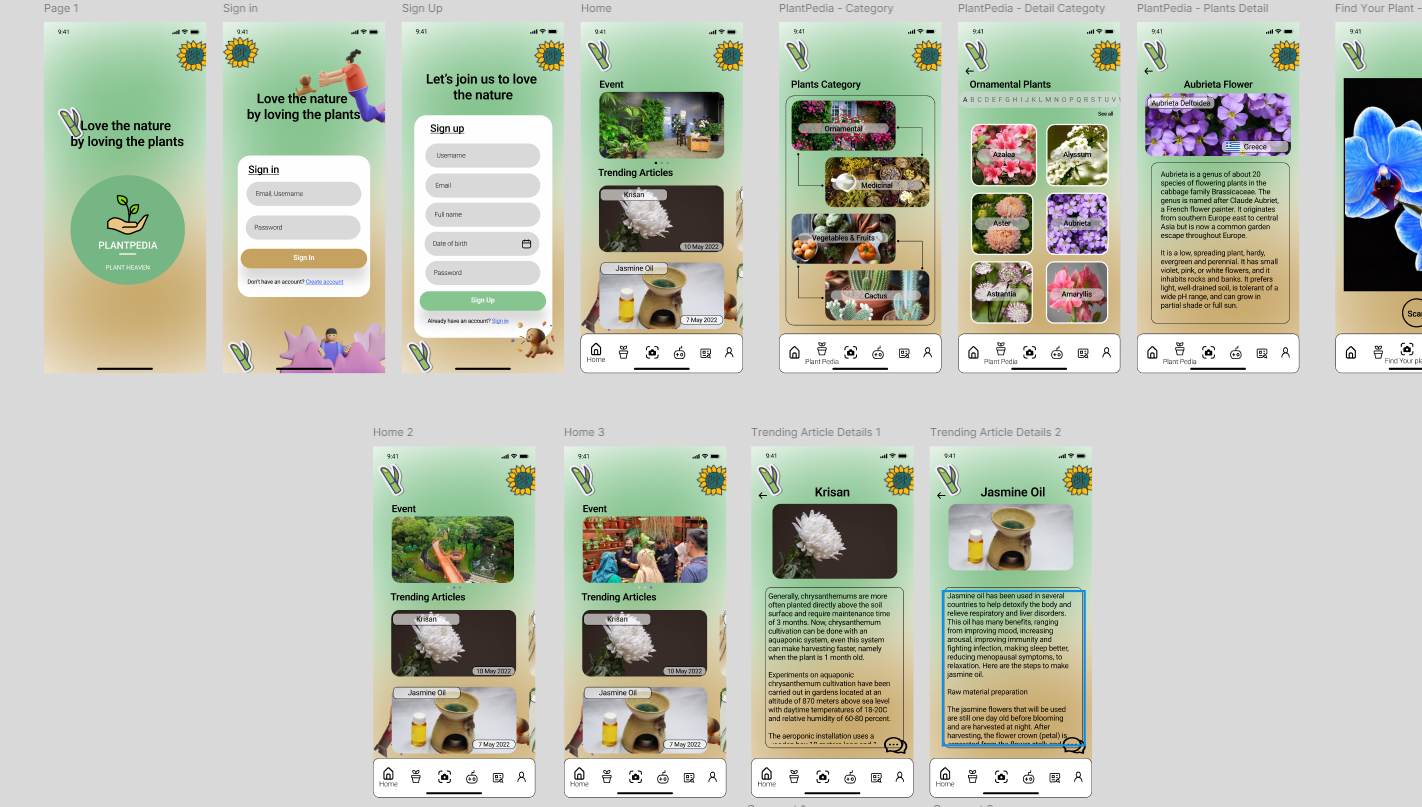 Page 1
Sign in
Sign Up
Home
PlantPedia - Category
PlantPedia - Detail Categoty
PlantPedia - Plants Detail
Find Your Plant -
9:41
Love the nature
by loving the plants
PLANTPEDIA
PLANT HEAVEN
9:41
Love the nature
by loving the plants
Sign in
Email, Username
Password
Sign In
Don't have an account? Create account
9:41
Let's join us to love
the nature
Sign up
Username
Email
Full name
Date of birth
Password
Sign Up
Already have an account? Sign in
9:41
Event
Trending Articles
Krisan
10 May 2022
Jasmine Oil
7 May 2022
Home
9:41
Plants Category
Ornamental
Medicinal
Vegetables & Fruits
Cactus
Plant Pedia
9:41
Ornamental Plants
A B C D E F G H I J K L M N O P Q R S T U V
See all
Azalea
Alyssum
Aster
Aubrieta
Astrantia
Amaryllis
Plant Pedia
9:41
Aubrieta Flower
Aubrieta Deltoidea
Greece
Aubrieta is a genus of about 20
species of flowering plants in the
cabbage family Brassicaceae. The
genus is named after Claude Aubriet,
a French flower painter. It originates
from southern Europe east to central
Asia but is now a common garden
escape throughout Europe.
It is a low, spreading plant, hardy,
evergreen and perennial. It has small
violet, pink, or white flowers, and it
inhabits rocks and banks. It prefers
light, well-drained soil, is tolerant of a
wide pH range, and can grow in
partial shade or full sun.
Plant Pedia
9:41
Scan
Find Your pla
Home 2
Home 3
Trending Article Details 1
Trending Article Details 2
9:41
Event
Trending Articles
Krisan
10 May 2022
Jasmine Oil
7 May 2022
Home
9:41
Event
Trending Articles
Krisan
10 May 2022
Jasmine Oil
7 May 2022
Home
9:41
Krisan
Generally, chrysanthemums are more
often planted directly above the soil
surface and require maintenance time
of 3 months. Now, chrysanthemum
cultivation can be done with an
aquaponic system, even this system
can make harvesting faster, namely
when the plant is 1 month old.
Experiments on aquaponic
chrysanthemum cultivation have been
carried out in gardens located at an
altitude of 870 meters above sea level
with daytime temperatures of 18-20C
and relative humidity of 60-80 percent.
The aeroponic installation uses a
Home
9:41
Jasmine Oil
Jasmine oil has been used in several
countries to help detoxify the body and
relieve respiratory and liver disorders.
This oil has many benefits, ranging
from improving mood, increasing
arousal, improving immunity and
fighting infection, making sleep better,
reducing menopausal symptoms, to
relaxation. Here are the steps to make
jasmine oil.
Raw material preparation
The jasmine flowers that will be used
are still one day old before blooming
and are harvested at night. After
harvesting, the flower crown (petal) is
Home